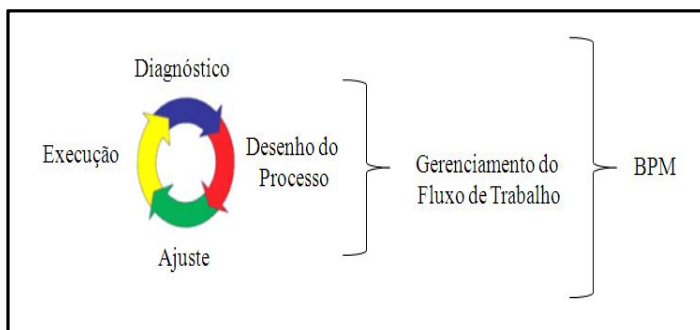 Diagnóstico
Execução
Desenho do
Processo
Ajuste
Gerenciamento do
Fluxo de Trabalho
BPM